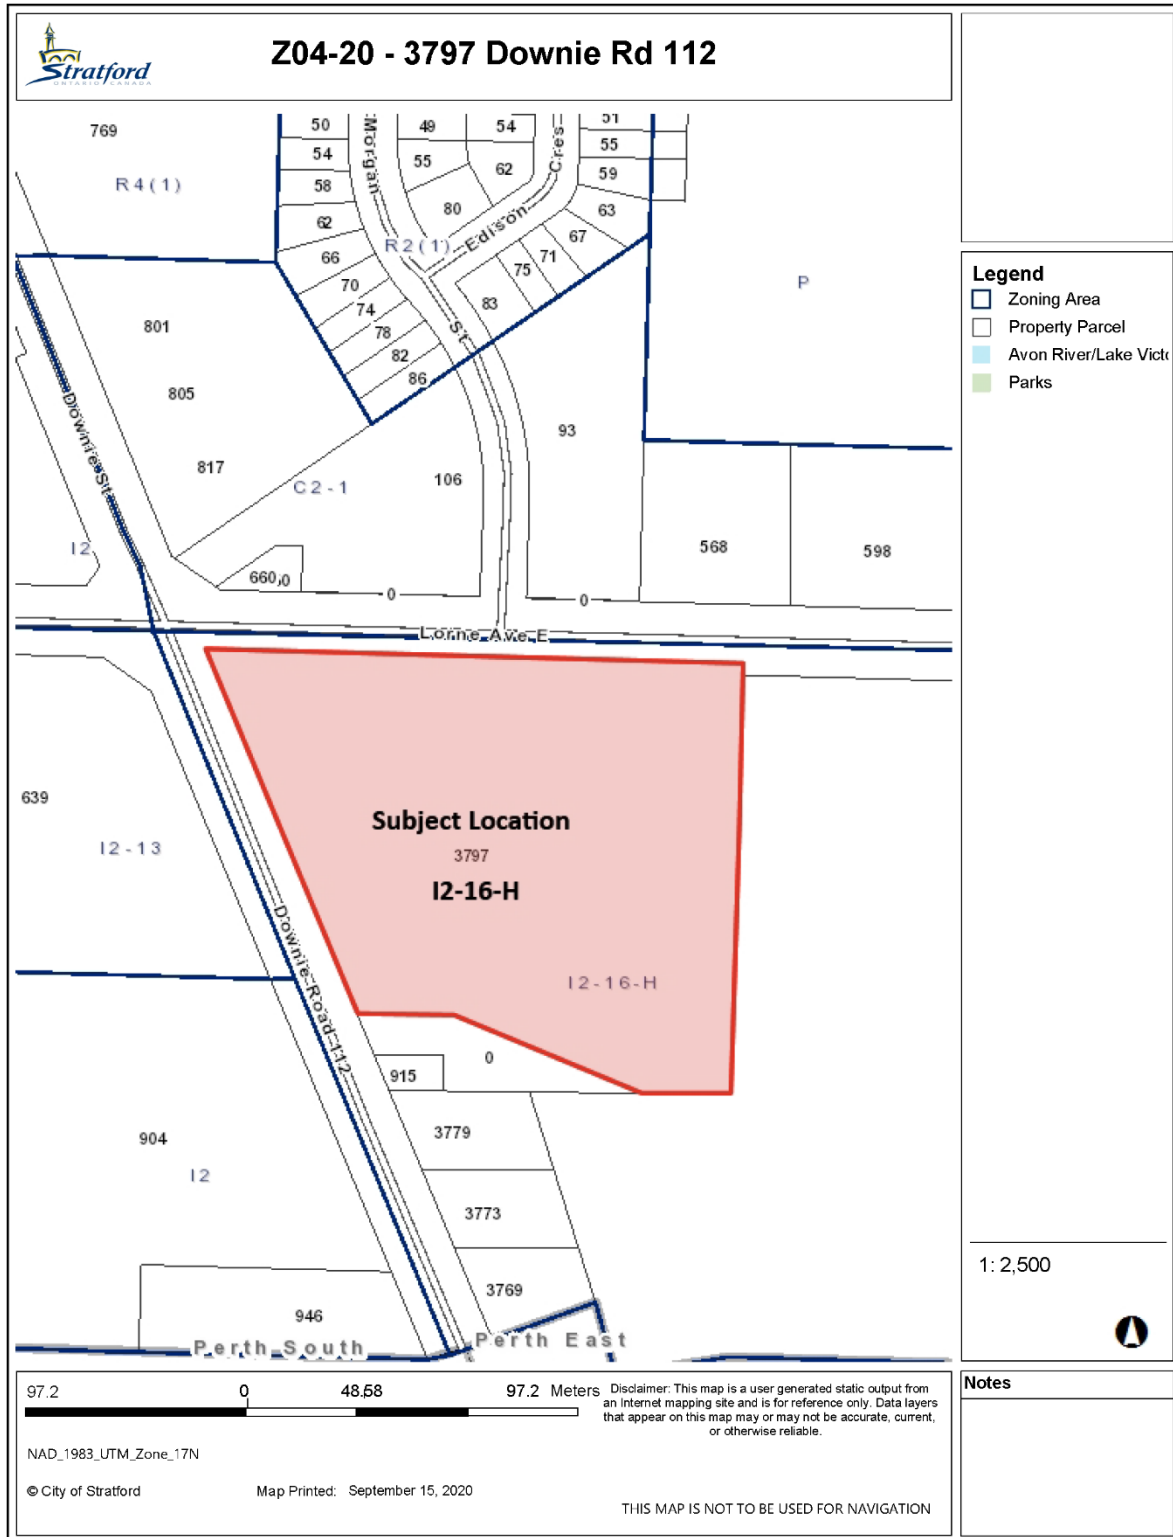 Stratford
ONTARIO CANADA
Z04-20 - 3797 Downie Rd 112
769
R4(1)
50
54
58
62
66
70
74
78
82
86
Morgan
St
49
55
54
62
80
R2(1)
Edison
Cres
51
55
59
63
67
71
75
83
P
801
805
817
Downie St
C2-1
106
93
568
598
I2
660
0
0
0
Lorne Ave E
639
I2-13
Subject Location
3797
I2-16-H
I2-16-H
Downie Road 112
0
915
904
I2
3779
3773
3769
946
Perth South
Perth East
Legend
Zoning Area
Property Parcel
Avon River/Lake Victo
Parks
1: 2,500
97.2 0 48.58 97.2 Meters
NAD_1983_UTM_Zone_17N
© City of Stratford
Map Printed: September 15, 2020
Disclaimer: This map is a user generated static output from
an Internet mapping site and is for reference only. Data layers
that appear on this map may or may not be accurate, current,
or otherwise reliable.
THIS MAP IS NOT TO BE USED FOR NAVIGATION
Notes